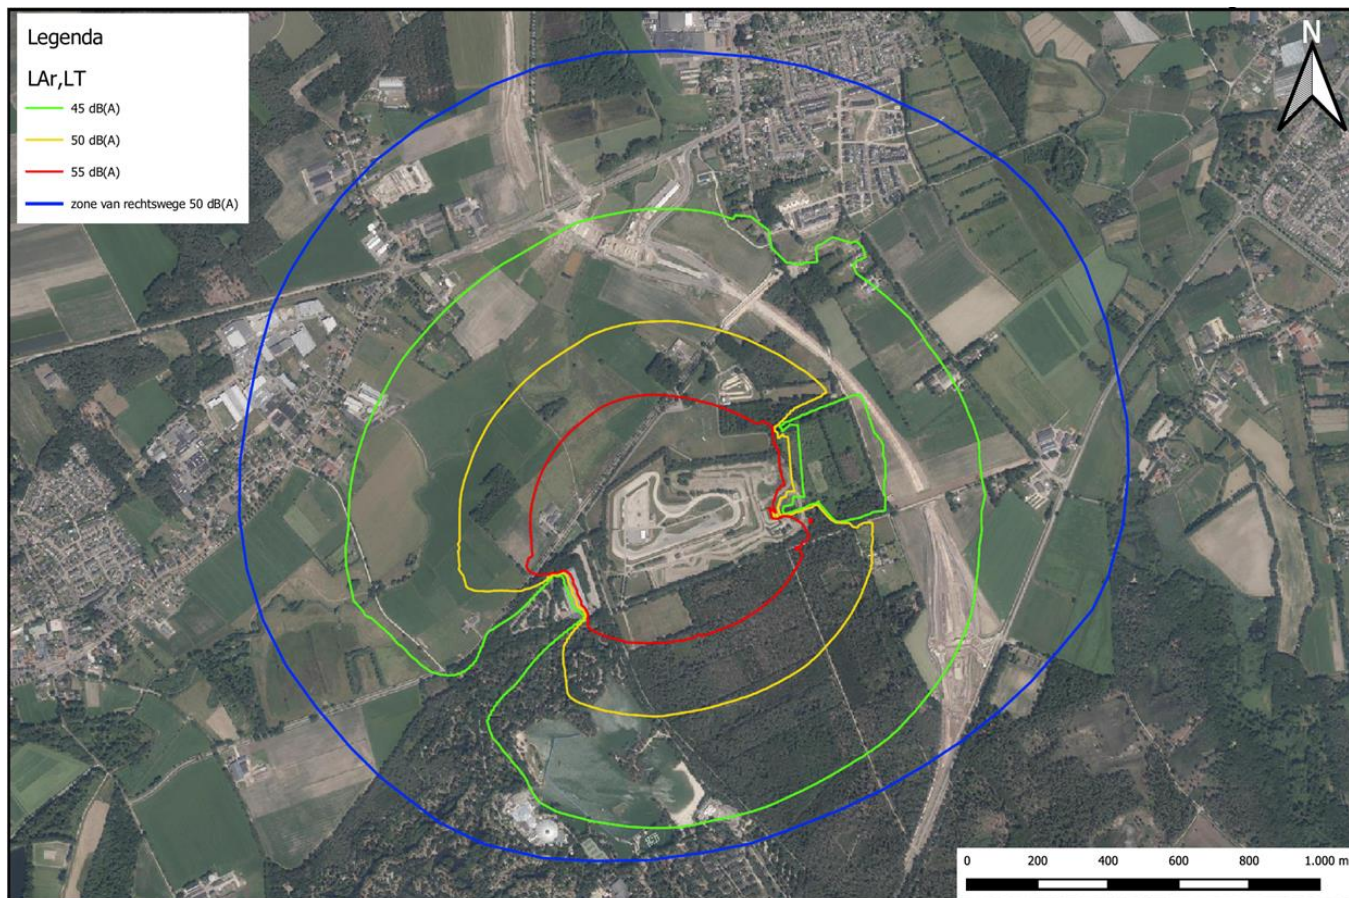 Legenda
LAr,LT
45 dB(A)
50 dB(A)
55 dB(A)
zone van rechtswege 50 dB(A)
N
0 200 400 600 800 1.000 m